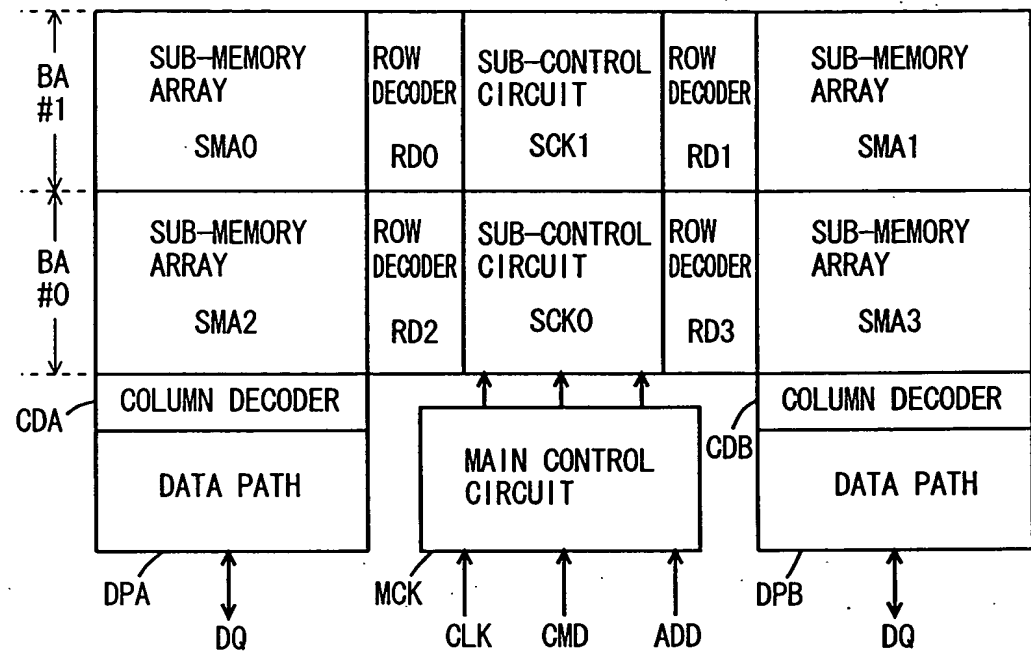 BA
#1
SUB-MEMORY
ARRAY
SMA0
ROW
DECODER
RD0
SUB-CONTROL
CIRCUIT
SCK1
ROW
DECODER
RD1
SUB-MEMORY
ARRAY
SMA1
BA
#0
SUB-MEMORY
ARRAY
SMA2
ROW
DECODER
RD2
SUB-CONTROL
CIRCUIT
SCK0
ROW
DECODER
RD3
SUB-MEMORY
ARRAY
SMA3
CDA
COLUMN DECODER
DATA PATH
MAIN CONTROL
CIRCUIT
CDB
COLUMN DECODER
DATA PATH
DPA
DQ
MCK
CLK
CMD
ADD
DPB
DQ